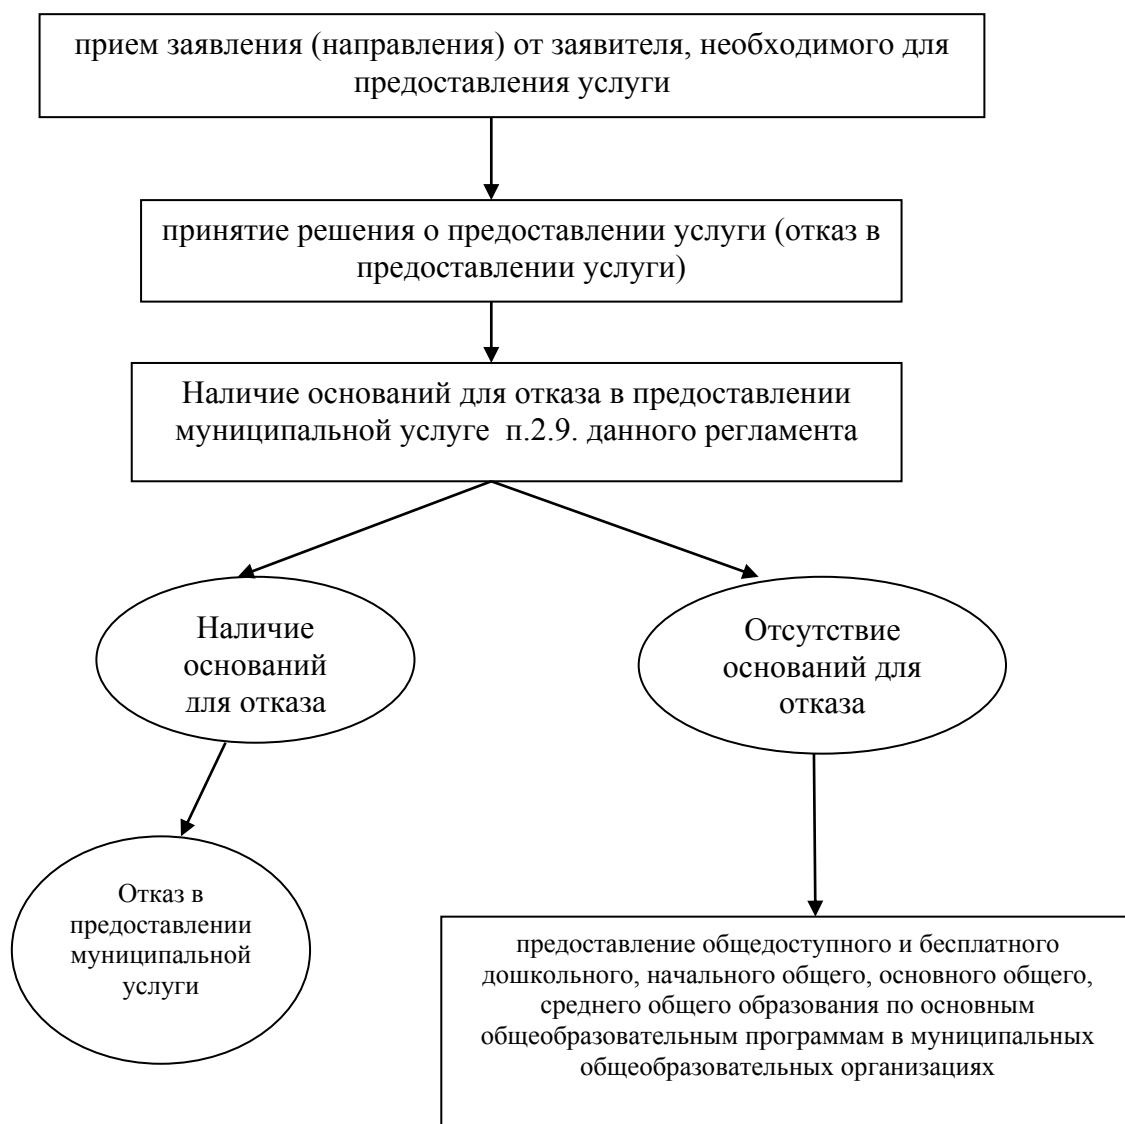 прием заявления (направления) от заявителя, необходимого для
предоставления услуги
принятие решения о предоставлении услуги (отказ в
предоставлении услуги)
Наличие оснований для отказа в предоставлении
муниципальной услуге п.2.9. данного регламента
Наличие
оснований
для отказа
Отсутствие
оснований для
отказа
Отказ в
предоставлении
муниципальной
услуги
предоставление общедоступного и бесплатного
дошкольного, начального общего, основного общего,
среднего общего образования по основным
общеобразовательным программам в муниципальных
общеобразовательных организациях